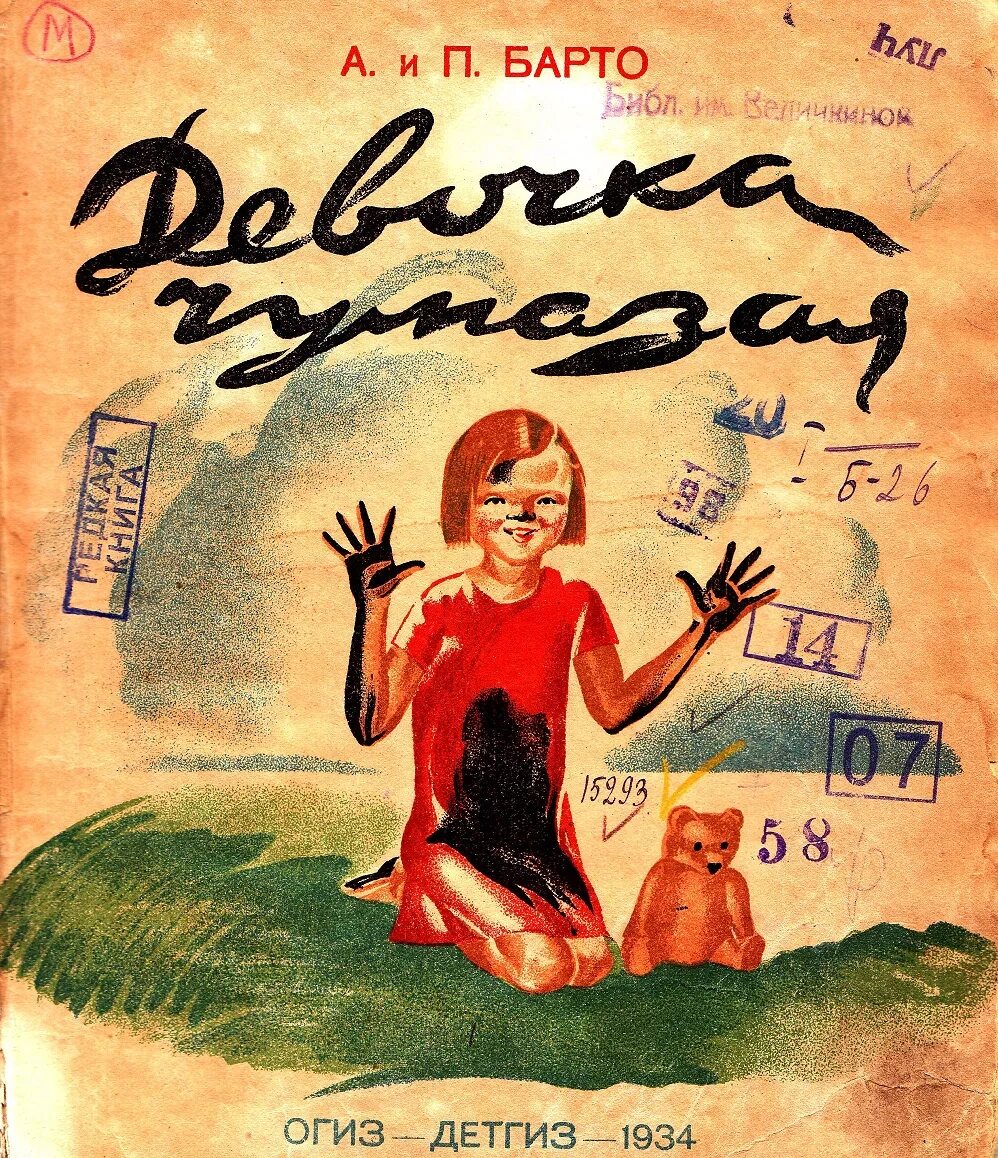 М
А. и П. БАРТО
Библ. им. Величкиной
Девочка
чумазая
РЕДКАЯ
КНИГА
Б-26
14
07
15293
58
ОГИЗ — ДЕТГИЗ — 1934